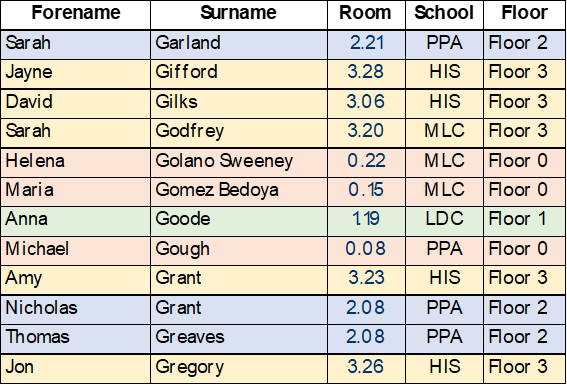 Forename Surname Room School Floor
Sarah Garland 2.21 PPA Floor 2
Jayne Gifford 3.28 HIS Floor 3
David Gilks 3.06 HIS Floor 3
Sarah Godfrey 3.20 MLC Floor 3
Helena Golano Sweeney 0.22 MLC Floor 0
Maria Gomez Bedoya 0.15 MLC Floor 0
Anna Goode 1.19 LDC Floor 1
Michael Gough 0.08 PPA Floor 0
Amy Grant 3.23 HIS Floor 3
Nicholas Grant 2.08 PPA Floor 2
Thomas Greaves 2.08 PPA Floor 2
Jon Gregory 3.26 HIS Floor 3